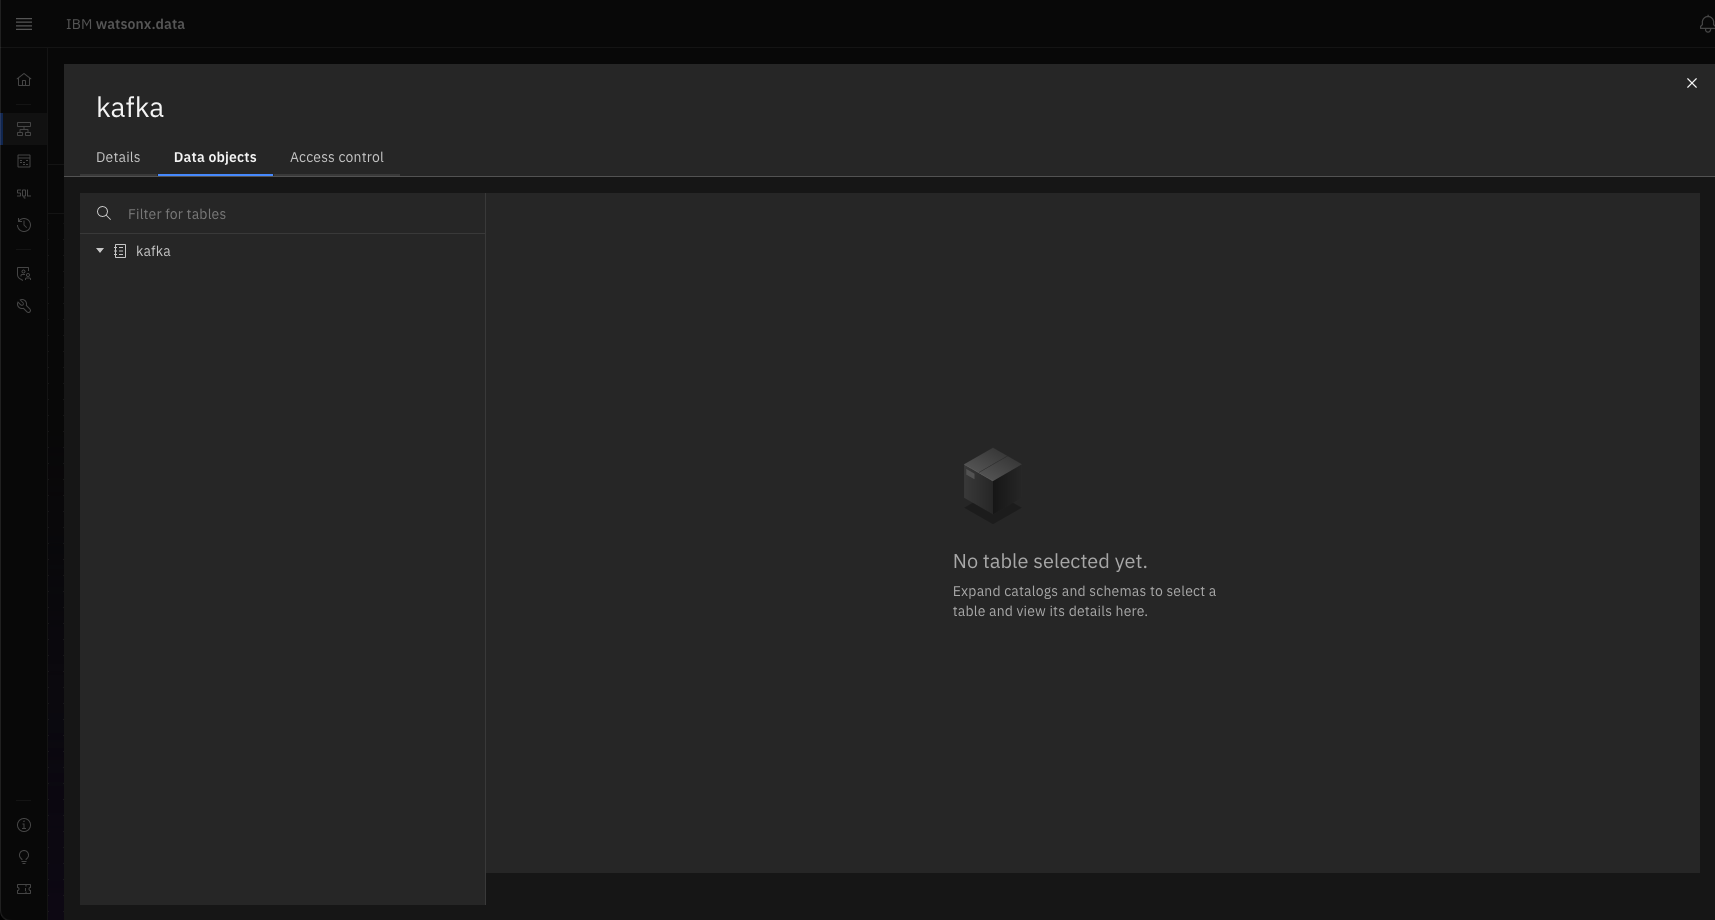 IBM watsonx.data
kafka
Details
Data objects
Access control
Filter for tables
kafka
SQL
No table selected yet.
Expand catalogs and schemas to select a
table and view its details here.